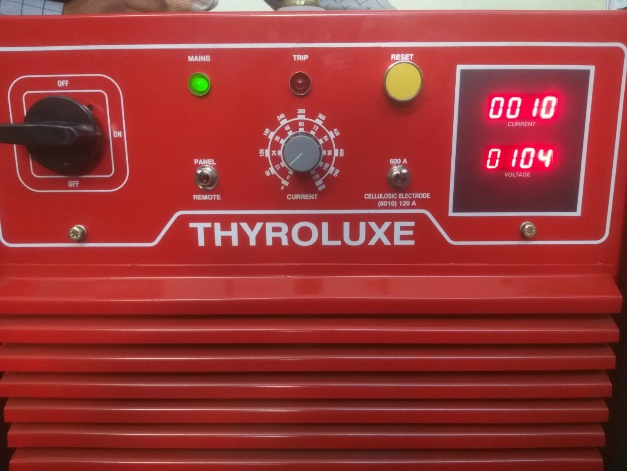 OFF
ON
OFF
MAINS
TRIP
RESET
PANEL
REMOTE
CURRENT
600 A
CELLULOSIC ELECTRODE
(6010) 120 A
0010
CURRENT
0104
VOLTAGE
THYROLUXE